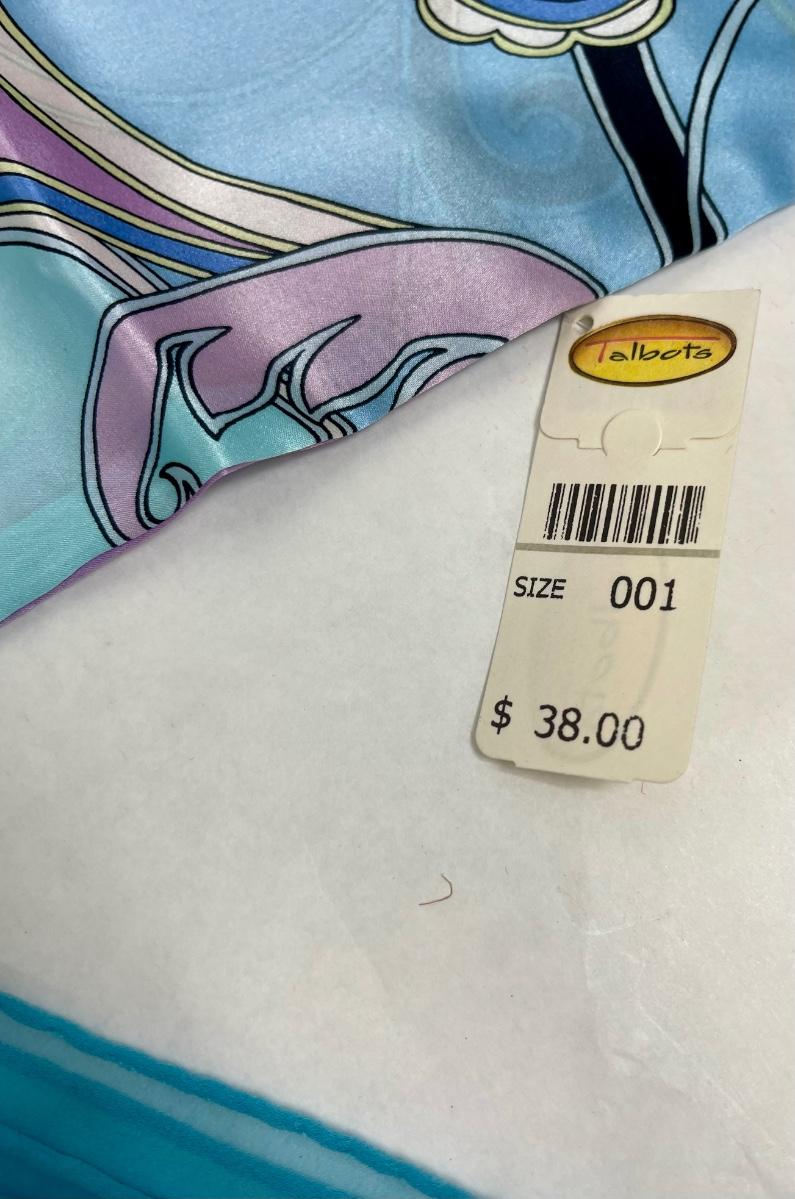 Talbots
SIZE 001
$ 38.00